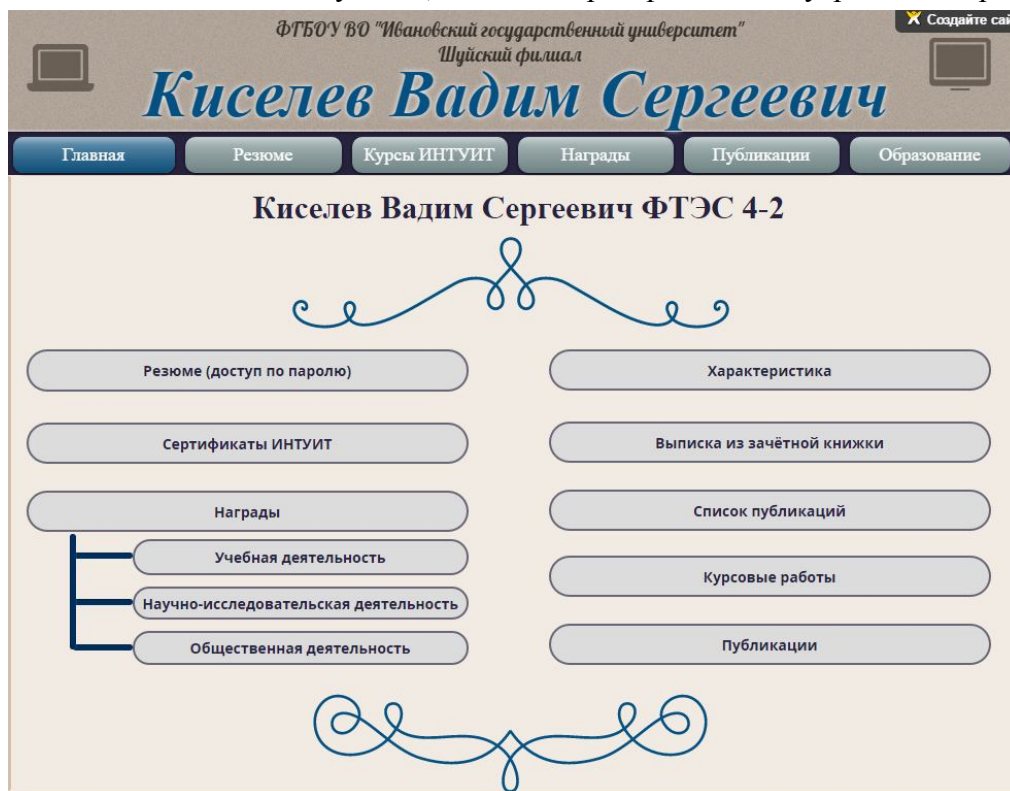 ФГБОУ ВО "Ивановский государственный университет"
Шуйский филиал
Создайте сай
Киселев Вадим Сергеевич
Главная Резюме Курсы ИНТУИТ Награды Публикации Образование
Киселев Вадим Сергеевич ФТЭС 4-2
Резюме (доступ по паролю) Характеристика
Сертификаты ИНТУИТ Выписка из зачётной книжки
Награды Список публикаций
Учебная деятельность
Курсовые работы
Научно-исследовательская деятельность
Общественная деятельность Публикации